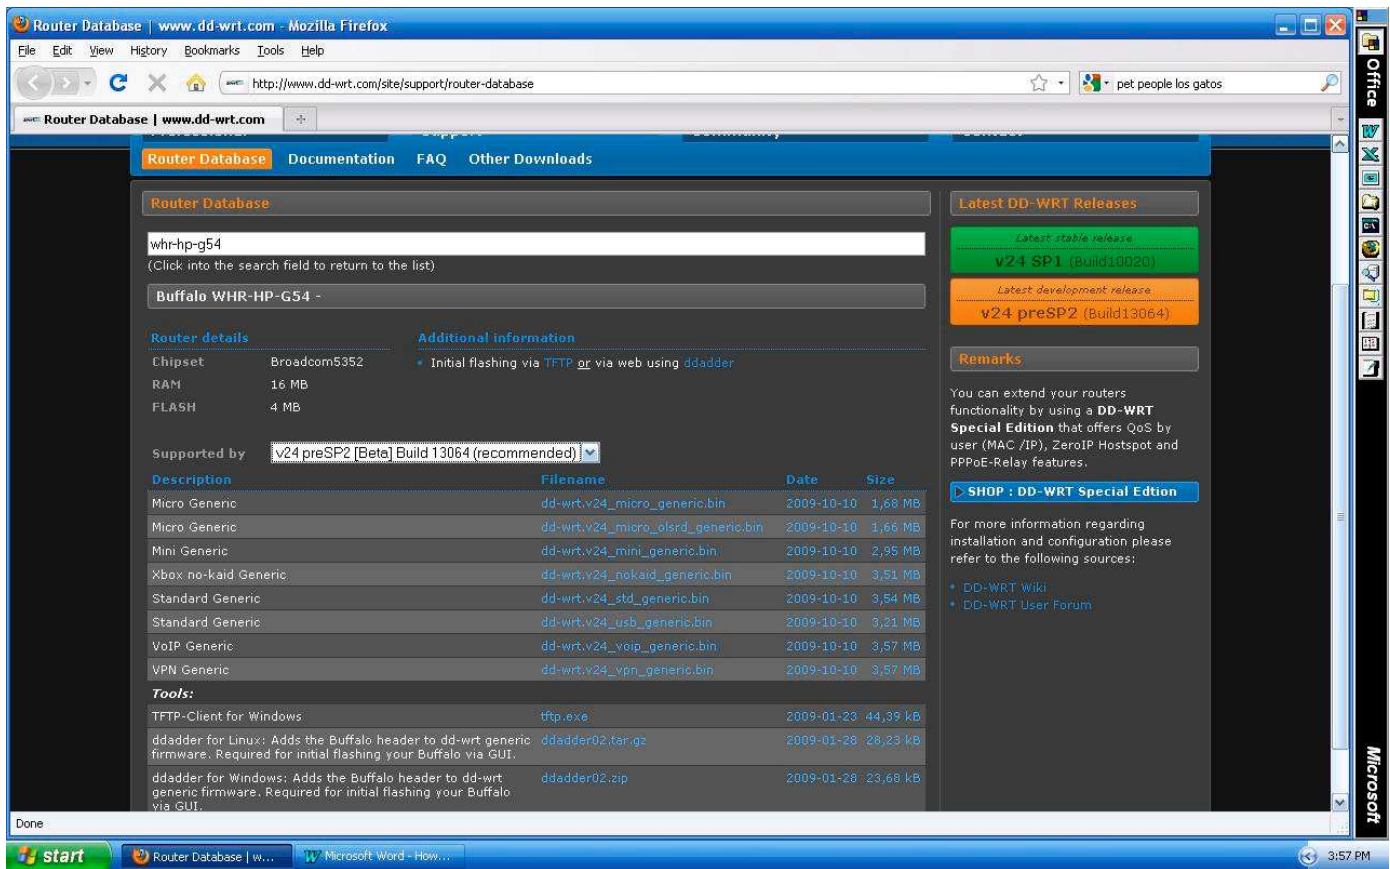 Router Database | www.dd-wrt.com - Mozilla Firefox
File Edit View History Bookmarks Tools Help
http://www.dd-wrt.com/site/support/router-database
pet people los gatos
Router Database | www.dd-wrt.com
Office
Router Database Documentation FAQ Other Downloads
Router Database
whr-hp-g54
(Click into the search field to return to the list)
Buffalo WHR-HP-G54 -
Router details
Chipset Broadcom5352
RAM 16 MB
FLASH 4 MB
Additional information
• Initial flashing via TFTP or via web using ddadder
Supported by v24 preSP2 [Beta] Build 13064 (recommended)
Description Filename Date Size
Micro Generic dd-wrt.v24_micro_generic.bin 2009-10-10 1,68 MB
Micro Generic dd-wrt.v24_micro_olsrd_generic.bin 2009-10-10 1,66 MB
Mini Generic dd-wrt.v24_mini_generic.bin 2009-10-10 2,95 MB
Xbox no-kaid Generic dd-wrt.v24_nokaid_generic.bin 2009-10-10 3,51 MB
Standard Generic dd-wrt.v24_std_generic.bin 2009-10-10 3,54 MB
Standard Generic dd-wrt.v24_usb_generic.bin 2009-10-10 3,21 MB
VoIP Generic dd-wrt.v24_voip_generic.bin 2009-10-10 3,57 MB
VPN Generic dd-wrt.v24_vpn_generic.bin 2009-10-10 3,57 MB
Tools:
TFTP-Client for Windows tftp.exe 2009-01-23 44,39 kB
ddadder for Linux: Adds the Buffalo header to dd-wrt generic ddadder02.tar.gz 2009-01-28 28,23 kB
firmware. Required for initial flashing your Buffalo via GUI.
ddadder for Windows: Adds the Buffalo header to dd-wrt ddadder02.zip 2009-01-28 23,68 kB
generic firmware. Required for initial flashing your Buffalo
via GUI.
Latest DD-WRT Releases
Latest stable release
v24 SP1 (Build10020)
Latest development release
v24 preSP2 (Build13064)
Remarks
You can extend your routers
functionality by using a DD-WRT
Special Edition that offers QoS by
user (MAC /IP), ZeroIP Hostspot and
PPPoE-Relay features.
SHOP : DD-WRT Special Edtion
For more information regarding
installation and configuration please
refer to the following sources:
• DD-WRT Wiki
• DD-WRT User Forum
Microsoft
Done
start Router Database | w... Microsoft Word - How... 3:57 PM